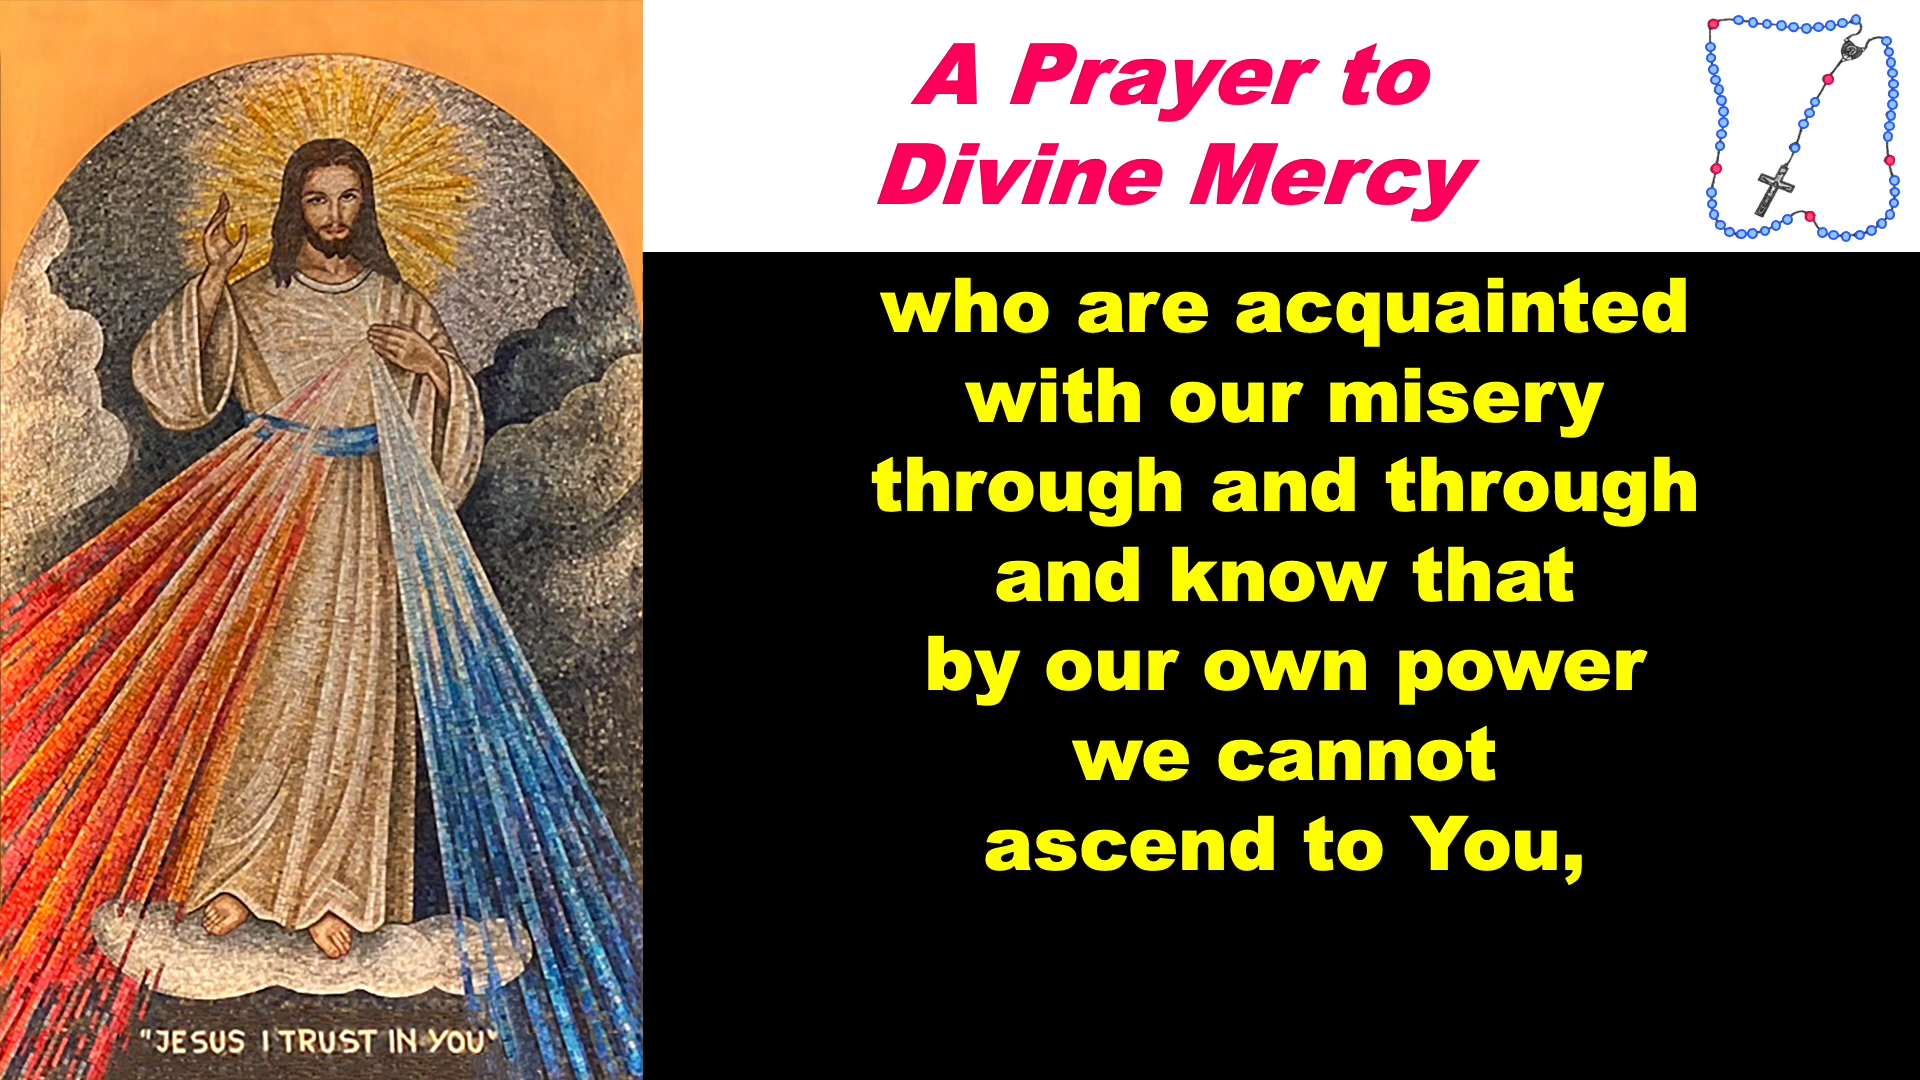 A Prayer to
Divine Mercy
who are acquainted
with our misery
through and through
and know that
by our own power
we cannot
ascend to You,
"JESUS I TRUST IN YOU"